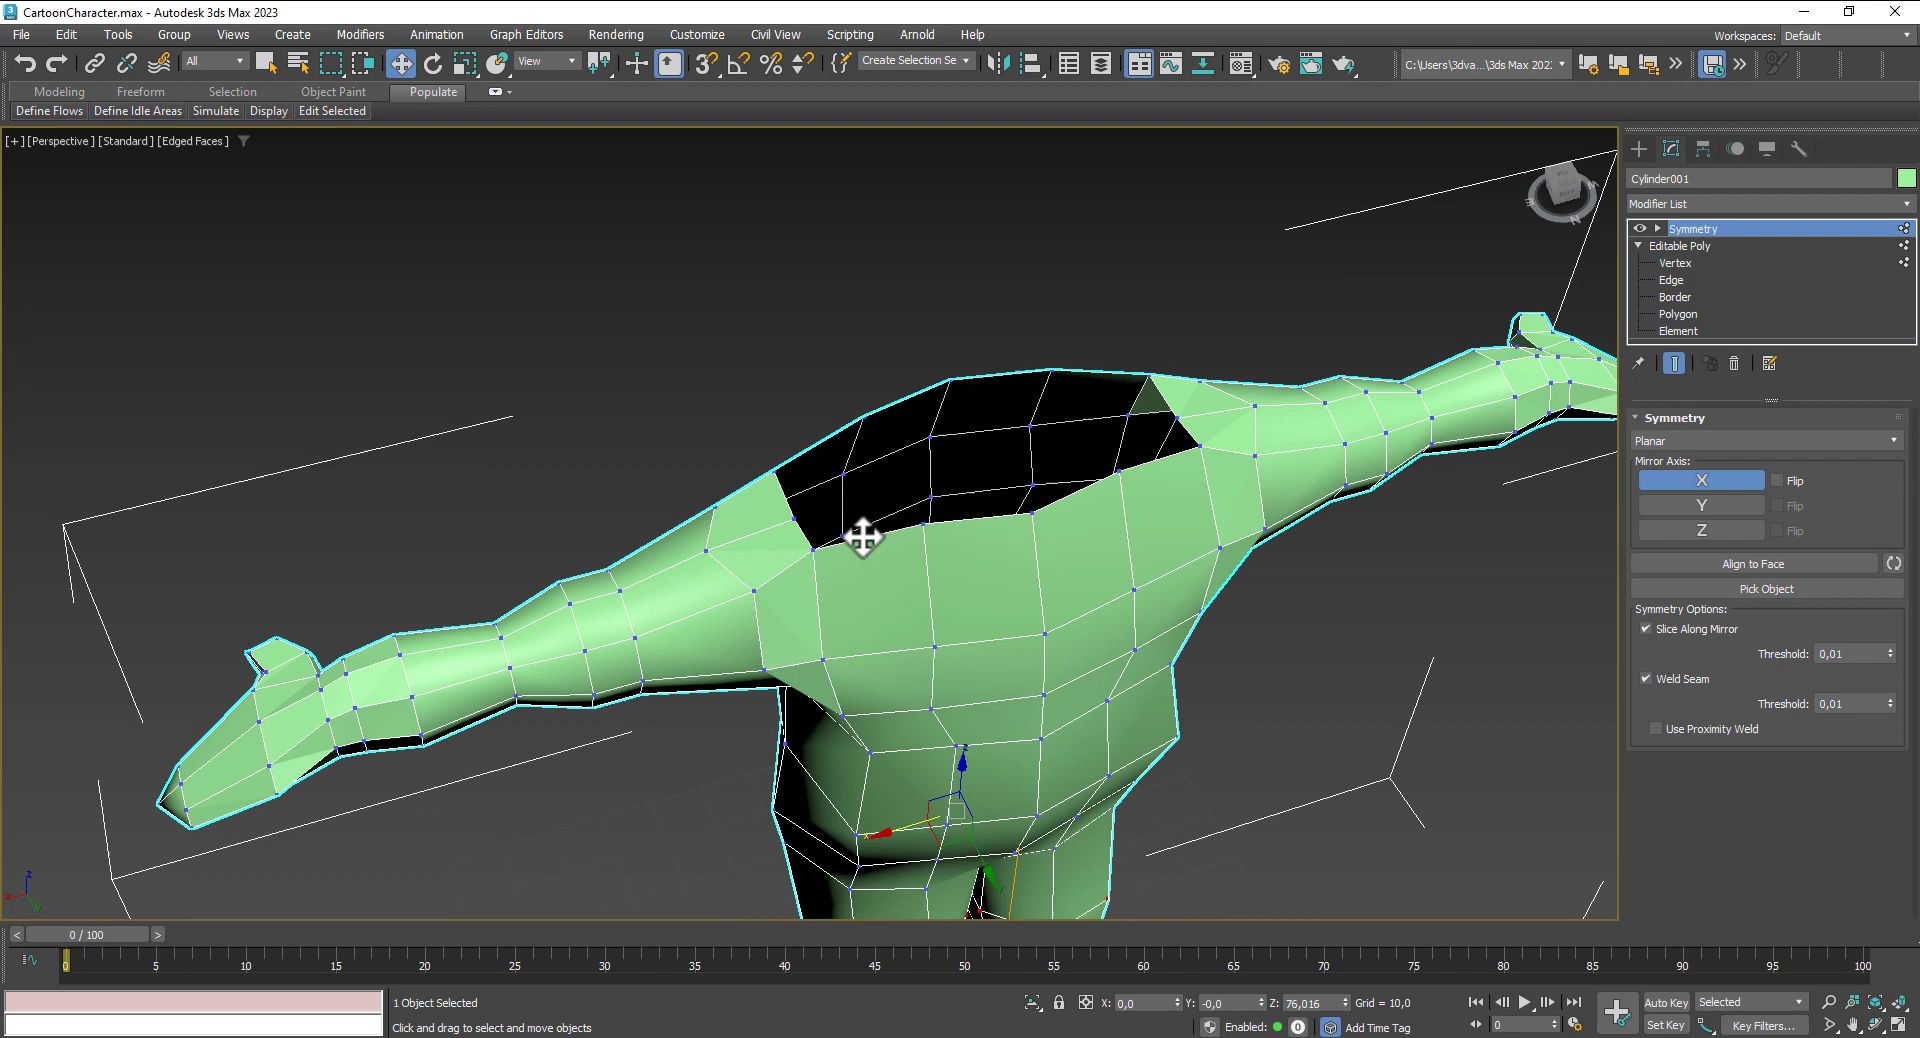 CartoonCharacter.max - Autodesk 3ds Max 2023
File Edit Tools Group Views Create Modifiers Animation Graph Editors Rendering Customize Civil View Scripting Arnold Help
Workspaces: Default
All
View
Create Selection Se
C:\Users\3dva...\3ds Max 202:
Modeling Freeform Selection Object Paint Populate
Define Flows Define Idle Areas Simulate Display Edit Selected
[+] [Perspective] [Standard] [Edged Faces]
Cylinder001
Modifier List
Symmetry
Editable Poly
Vertex
Edge
Border
Polygon
Element
Symmetry
Planar
Mirror Axis:
X Flip
Y Flip
Z Flip
Align to Face
Pick Object
Symmetry Options:
Slice Along Mirror
Threshold: 0,01
Weld Seam
Threshold: 0,01
Use Proximity Weld
< 0 / 100 >
0 5 10 15 20 25 30 35 40 45 50 55 60 65 70 75 80 85 90 95 100
1 Object Selected
X: 0,0 Y: -0,0 Z: 76,016 Grid = 10,0
Auto Key Selected
Click and drag to select and move objects
Enabled: 0 Add Time Tag
0
Set Key Key Filters...